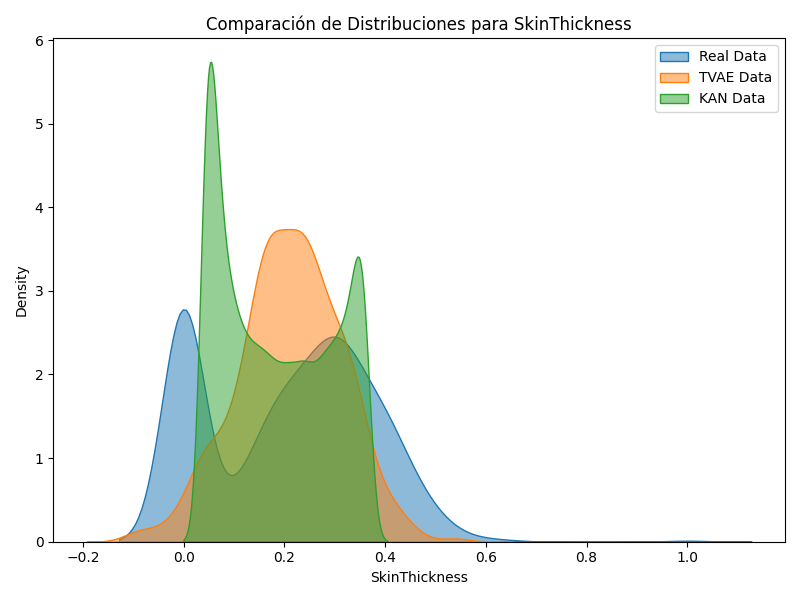 Comparación de Distribuciones para SkinThickness
Real Data
TVAE Data
KAN Data
6
5
4
3
2
1
0
Density
−0.2 0.0 0.2 0.4 0.6 0.8 1.0
SkinThickness